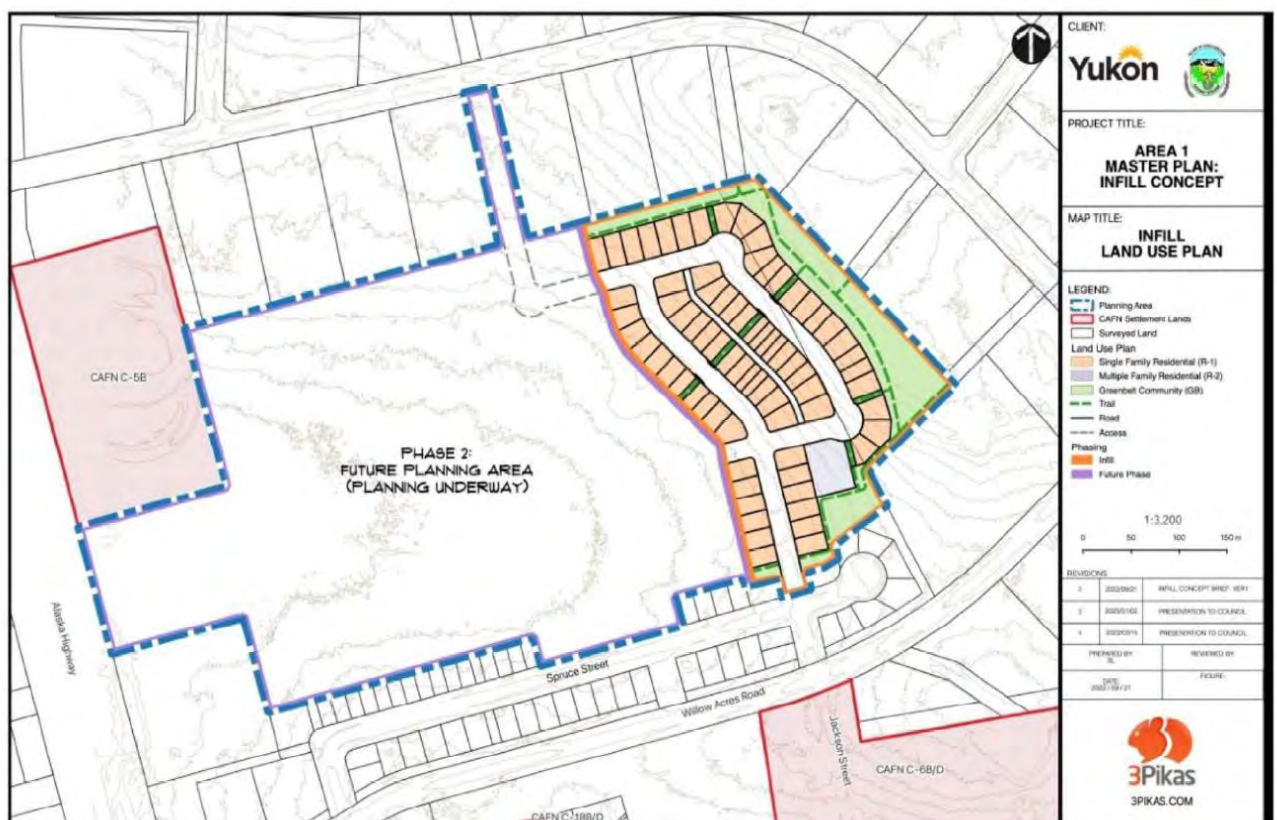 CLIENT:
Yukon
PROJECT TITLE:
AREA 1
MASTER PLAN:
INFILL CONCEPT
MAP TITLE:
INFILL
LAND USE PLAN
LEGEND:
Planning Area
CAFN Settlement Lands
Surveyed Land
Land Use Plan
Single Family Residential (R-1)
Multiple Family Residential (R-2)
Greenbelt Community (GB)
Trail
Road
Access
Phasing
Infill
Future Phase
1:3,200
0 50 100 150 m
REVISIONS
INFILL CONCEPT BRIEF: VER1
PRESENTATION TO COUNCIL
PRESENTATION TO COUNCIL
PREPARED BY:
SL
REVIEWED BY:
DATE:
FIGURE:
3Pikas
3PIKAS.COM
CAFN C-5B
PHASE 2:
FUTURE PLANNING AREA
(PLANNING UNDERWAY)
Alaska Highway
Spruce Street
Willow Acres Road
Jackson Street
CAFN C-6B/D
CAFN C-18B/D